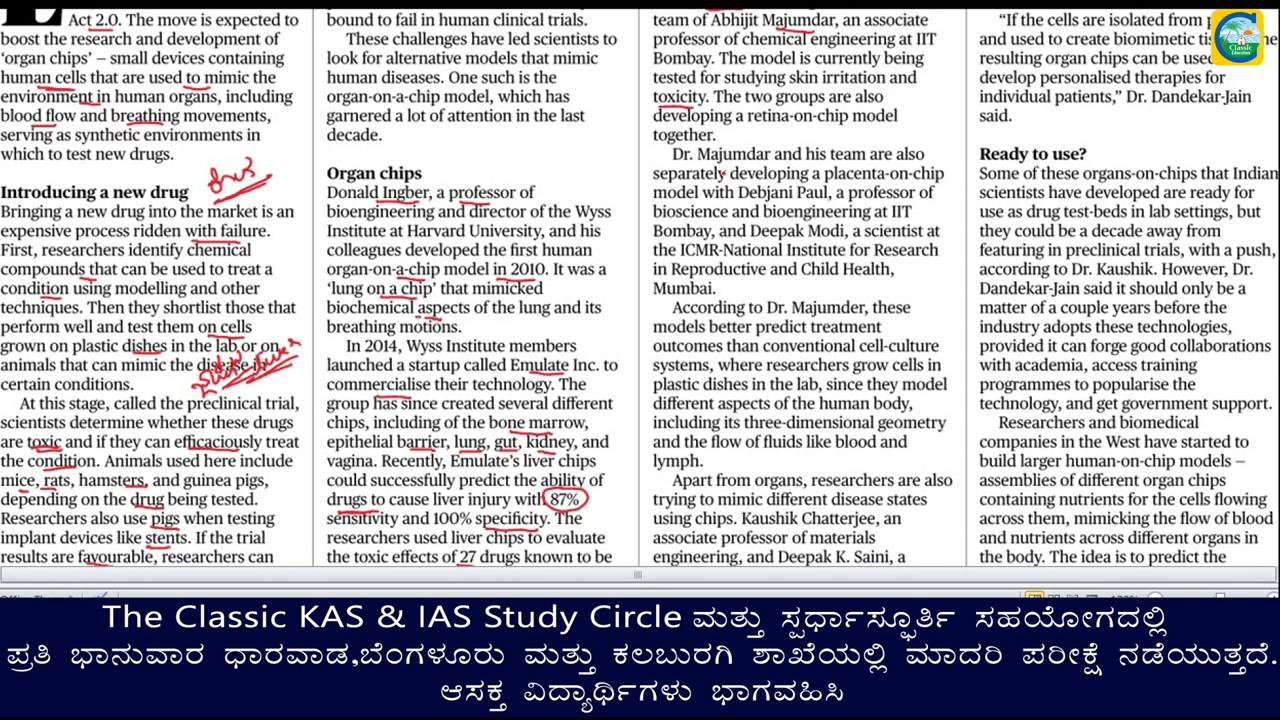 Act 2.0. The move is expected to
boost the research and development of
‘organ chips’ – small devices containing
human cells that are used to mimic the
environment in human organs, including
blood flow and breathing movements,
serving as synthetic environments in
which to test new drugs.
Introducing a new drug
Bringing a new drug into the market is an
expensive process ridden with failure.
First, researchers identify chemical
compounds that can be used to treat a
condition using modelling and other
techniques. Then they shortlist those that
perform well and test them on cells
grown on plastic dishes in the lab or on
animals that can mimic the disease in
certain conditions.
At this stage, called the preclinical trial,
scientists determine whether these drugs
are toxic and if they can efficaciously treat
the condition. Animals used here include
mice, rats, hamsters, and guinea pigs,
depending on the drug being tested.
Researchers also use pigs when testing
implant devices like stents. If the trial
results are favourable, researchers can
bound to fail in human clinical trials.
These challenges have led scientists to
look for alternative models that mimic
human diseases. One such is the
organ-on-a-chip model, which has
garnered a lot of attention in the last
decade.
Organ chips
Donald Ingber, a professor of
bioengineering and director of the Wyss
Institute at Harvard University, and his
colleagues developed the first human
organ-on-a-chip model in 2010. It was a
‘lung on a chip’ that mimicked
biochemical aspects of the lung and its
breathing motions.
In 2014, Wyss Institute members
launched a startup called Emulate Inc. to
commercialise their technology. The
group has since created several different
chips, including of the bone marrow,
epithelial barrier, lung, gut, kidney, and
vagina. Recently, Emulate’s liver chips
could successfully predict the ability of
drugs to cause liver injury with 87%
sensitivity and 100% specificity. The
researchers used liver chips to evaluate
the toxic effects of 27 drugs known to be
team of Abhijit Majumdar, an associate
professor of chemical engineering at IIT
Bombay. The model is currently being
tested for studying skin irritation and
toxicity. The two groups are also
developing a retina-on-chip model
together.
Dr. Majumdar and his team are also
separately developing a placenta-on-chip
model with Debjani Paul, a professor of
bioscience and bioengineering at IIT
Bombay, and Deepak Modi, a scientist at
the ICMR-National Institute for Research
in Reproductive and Child Health,
Mumbai.
According to Dr. Majumder, these
models better predict treatment
outcomes than conventional cell-culture
systems, where researchers grow cells in
plastic dishes in the lab, since they model
different aspects of the human body,
including its three-dimensional geometry
and the flow of fluids like blood and
lymph.
Apart from organs, researchers are also
trying to mimic different disease states
using chips. Kaushik Chatterjee, an
associate professor of materials
engineering, and Deepak K. Saini, a
“If the cells are isolated from
and used to create biomimetic
resulting organ chips can be used
develop personalised therapies for
individual patients,” Dr. Dandekar-Jain
said.
Ready to use?
Some of these organs-on-chips that Indian
scientists have developed are ready for
use as drug test-beds in lab settings, but
they could be a decade away from
featuring in preclinical trials, with a push,
according to Dr. Kaushik. However, Dr.
Dandekar-Jain said it should only be a
matter of a couple years before the
industry adopts these technologies,
provided it can forge good collaborations
with academia, access training
programmes to popularise the
technology, and get government support.
Researchers and biomedical
companies in the West have started to
build larger human-on-chip models –
assemblies of different organ chips
containing nutrients for the cells flowing
across them, mimicking the flow of blood
and nutrients across different organs in
the body. The idea is to predict the
Classic
Education
The Classic KAS & IAS Study Circle ಮತ್ತು ಸ್ಪರ್ಧಾಸ್ಫೂರ್ತಿ ಸಹಯೋಗದಲ್ಲಿ
ಪ್ರತಿ ಭಾನುವಾರ ಧಾರವಾಡ,ಬೆಂಗಳೂರು ಮತ್ತು ಕಲಬುರಗಿ ಶಾಖೆಯಲ್ಲಿ ಮಾದರಿ ಪರೀಕ್ಷೆ ನಡೆಯುತ್ತದೆ.
ಆಸಕ್ತ ವಿದ್ಯಾರ್ಥಿಗಳು ಭಾಗವಹಿಸಿ